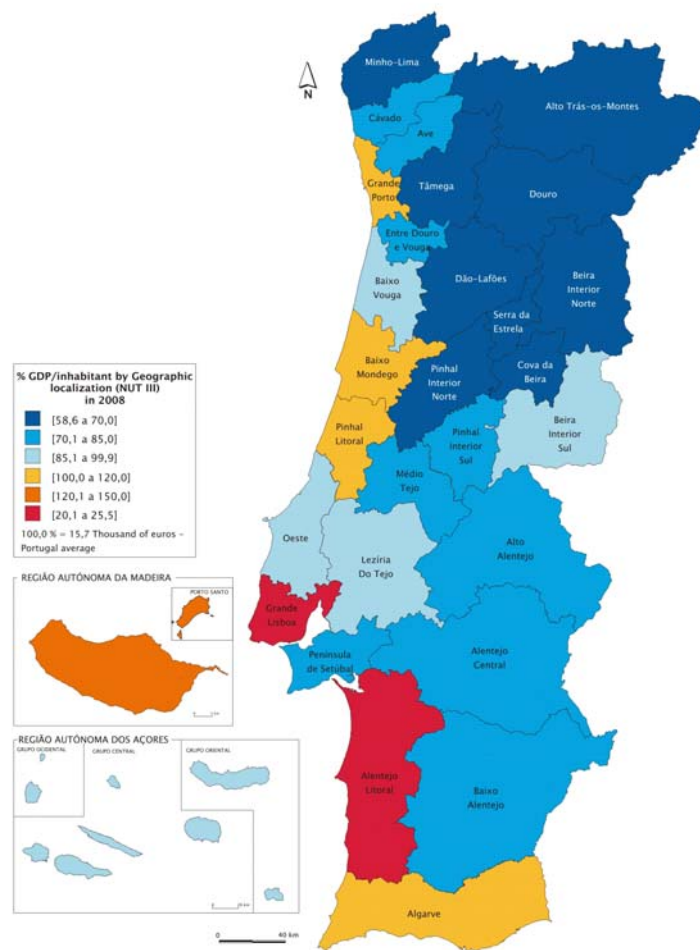 Minho-Lima
N
Alto Trás-os-Montes
Cávado
Ave
Grande
Porto
Tâmega
Douro
Entre Douro
e Vouga
Baixo
Vouga
Dão-Lafões
Beira
Interior
Norte
Serra da
Estrela
Baixo
Mondego
Pinhal
Interior
Norte
Cova da
Beira
% GDP/inhabitant by Geographic
localization (NUT III)
in 2008
[58,6 a 70,0]
[70,1 a 85,0]
[85,1 a 99,9]
[100,0 a 120,0]
[120,1 a 150,0]
[20,1 a 25,5]
100,0 % = 15,7 Thousand of euros –
Portugal average
Pinhal
Litoral
Pinhal
Interior
Sul
Beira
Interior
Sul
Médio
Tejo
Oeste
Lezíria
Do Tejo
Alto
Alentejo
REGIÃO AUTÓNOMA DA MADEIRA
PORTO SANTO
Grande
Lisboa
Península
de Setúbal
Alentejo
Central
REGIÃO AUTÓNOMA DOS AÇORES
GRUPO OCIDENTAL
GRUPO CENTRAL
GRUPO ORIENTAL
Alentejo
Litoral
Baixo
Alentejo
Algarve
0
40 km